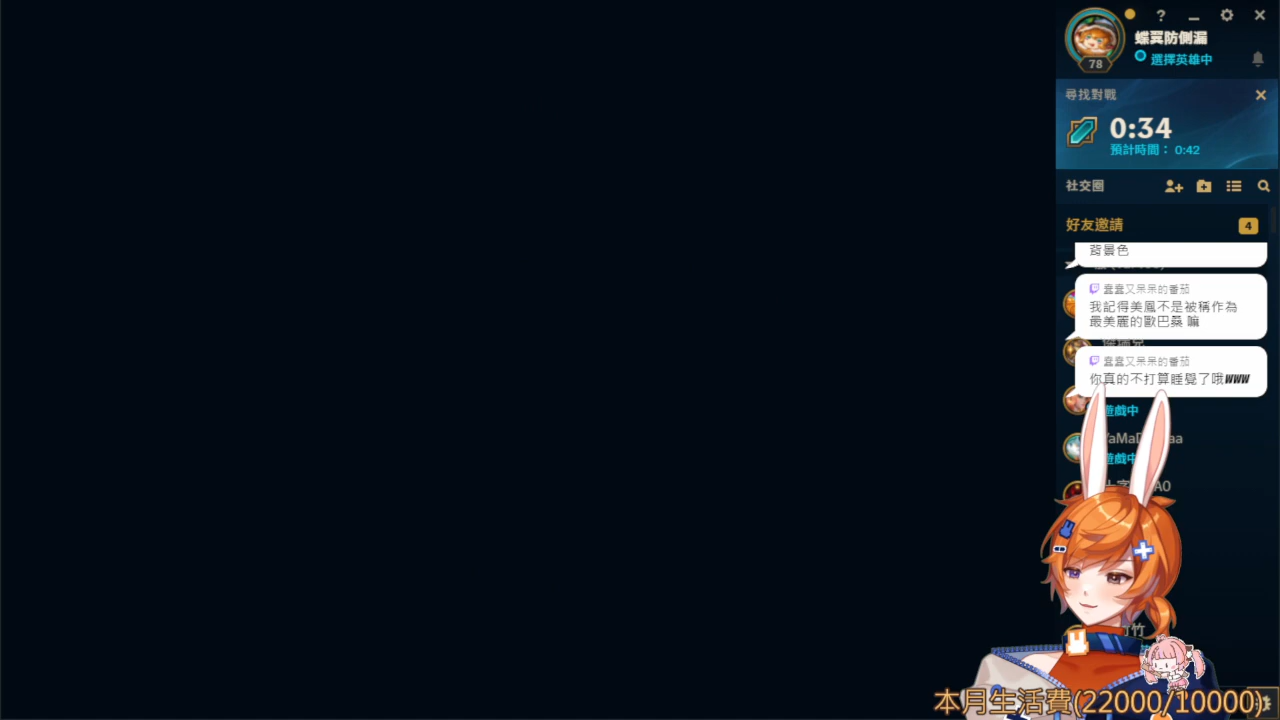 ?
蝶翼防側漏
78
選擇英雄中
尋找對戰
0:34
預計時間： 0:42
社交圈
好友邀請
4
背景色
蠢蠢又呆呆的番茄
我記得美鳳不是被稱作為
最美麗的歐巴桑 嘛
蠢蠢又呆呆的番茄
你真的不打算睡覺了哦WWW
遊戲中
遊戲中
本月生活費(22000/10000)